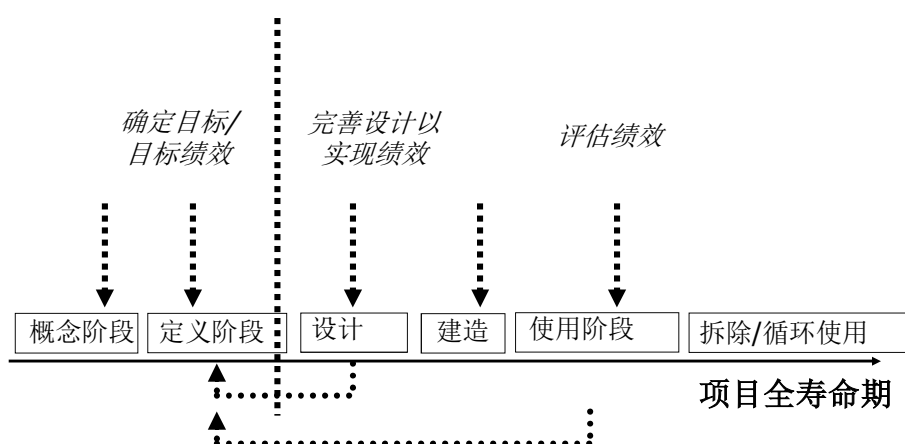 确定目标/
目标绩效
完善设计以
实现绩效
评估绩效
概念阶段
定义阶段
设计
建造
使用阶段
拆除/循环使用
项目全寿命期